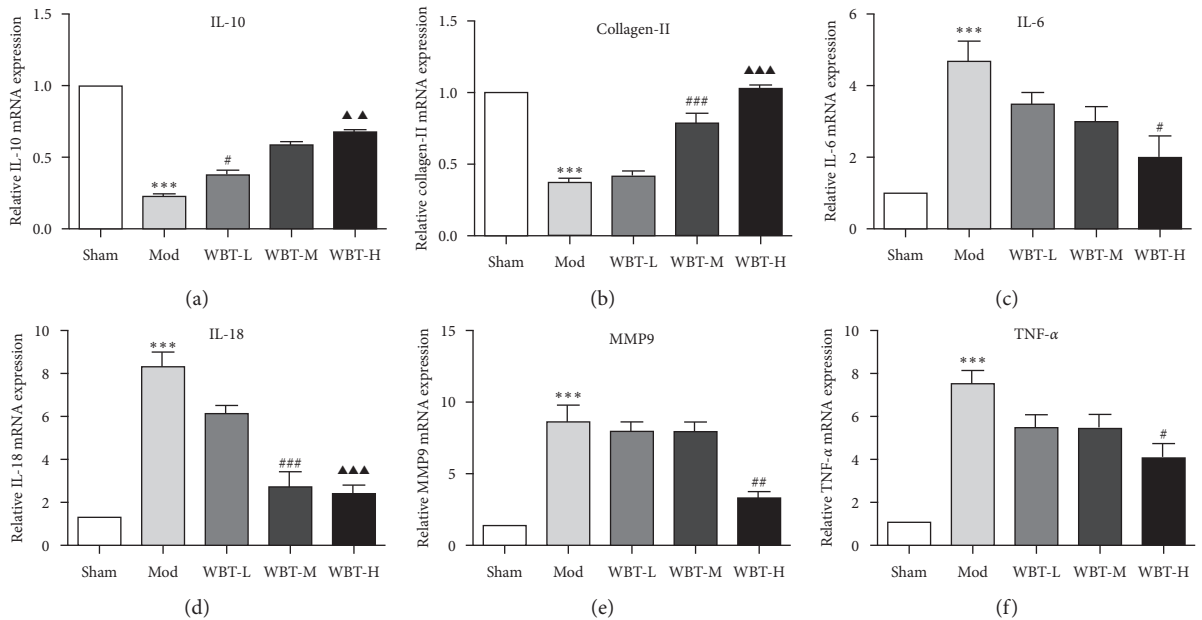 IL-10
Relative IL-10 mRNA expression
1.5
1.0
0.5
0.0
***
#
▲▲
Sham Mod WBT-L WBT-M WBT-H
(a)
Collagen-II
Relative collagen-II mRNA expression
1.5
1.0
0.5
0.0
***
###
▲▲▲
Sham Mod WBT-L WBT-M WBT-H
(b)
IL-6
Relative IL-6 mRNA expression
6
4
2
0
***
#
Sham Mod WBT-L WBT-M WBT-H
(c)
IL-18
Relative IL-18 mRNA expression
10
8
6
4
2
0
***
###
▲▲▲
Sham Mod WBT-L WBT-M WBT-H
(d)
MMP9
Relative MMP9 mRNA expression
15
10
5
0
***
##
Sham Mod WBT-L WBT-M WBT-H
(e)
TNF-α
Relative TNF-α mRNA expression
10
8
6
4
2
0
***
#
Sham Mod WBT-L WBT-M WBT-H
(f)